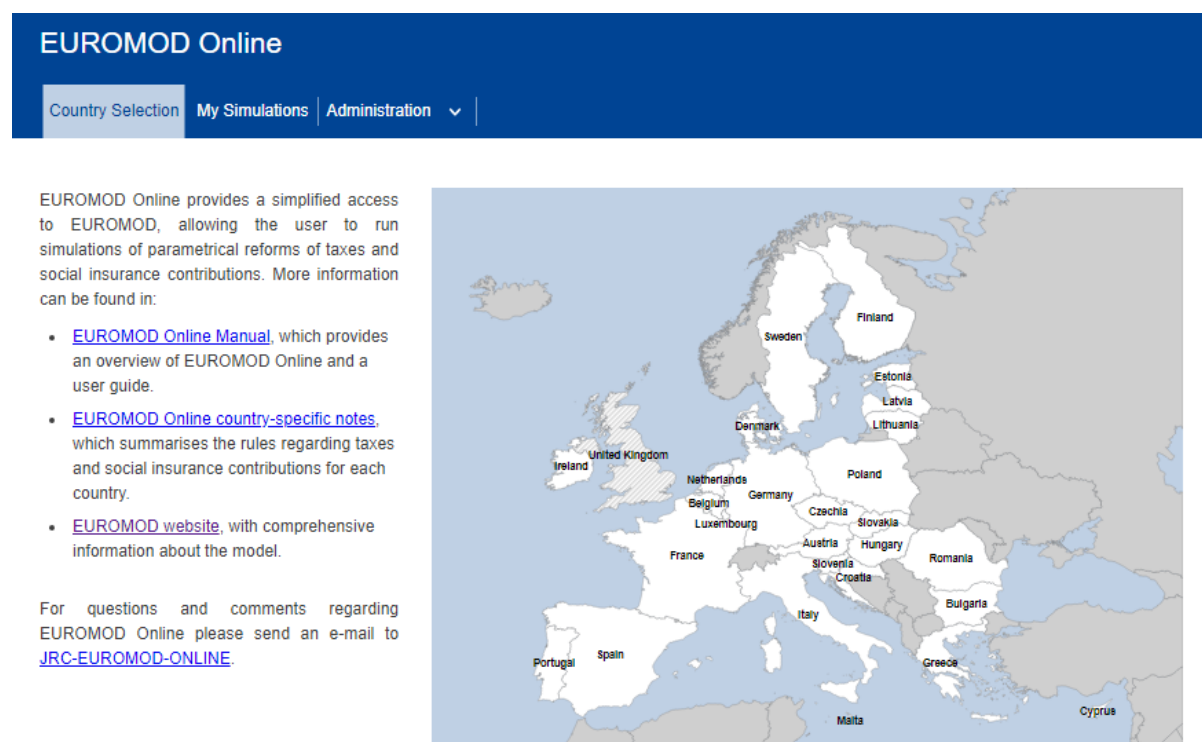 EUROMOD Online
Country Selection
My Simulations
Administration
EUROMOD Online provides a simplified access
to EUROMOD, allowing the user to run
simulations of parametrical reforms of taxes and
social insurance contributions. More information
can be found in:
EUROMOD Online Manual, which provides
an overview of EUROMOD Online and a
user guide.
EUROMOD Online country-specific notes,
which summarises the rules regarding taxes
and social insurance contributions for each
country.
EUROMOD website, with comprehensive
information about the model.
For questions and comments regarding
EUROMOD Online please send an e-mail to
JRC-EUROMOD-ONLINE.
Finland
Sweden
Estonia
Latvia
Lithuania
Denmark
United Kingdom
Ireland
Netherlands
Poland
Germany
Belgium
Czechia
Luxembourg
Slovakia
Austria
Hungary
France
Romania
Slovenia
Croatia
Bulgaria
Italy
Spain
Portugal
Greece
Cyprus
Malta